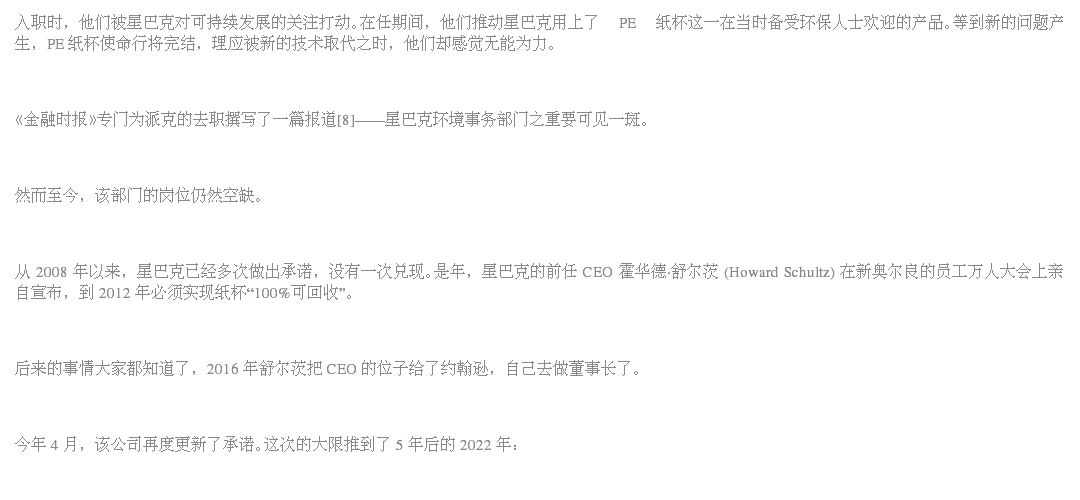 入职时，他们被星巴克对可持续发展的关注打动。在任期间，他们推动星巴克用上了 PE 纸杯这一在当时备受环保人士欢迎的产品。等到新的问题产
生，PE 纸杯使命行将完结，理应被新的技术取代之时，他们却感觉无能为力。
《金融时报》专门为派克的去职撰写了一篇报道[8]——星巴克环境事务部门之重要可见一斑。
然而至今，该部门的岗位仍然空缺。
从 2008 年以来，星巴克已经多次做出承诺，没有一次兑现。是年，星巴克的前任 CEO 霍华德·舒尔茨 (Howard Schultz) 在新奥尔良的员工万人大会上亲
自宣布，到 2012 年必须实现纸杯“100%可回收”。
后来的事情大家都知道了，2016 年舒尔茨把 CEO 的位子给了约翰逊，自己去做董事长了。
今年 4 月，该公司再度更新了承诺。这次的大限推到了 5 年后的 2022 年：